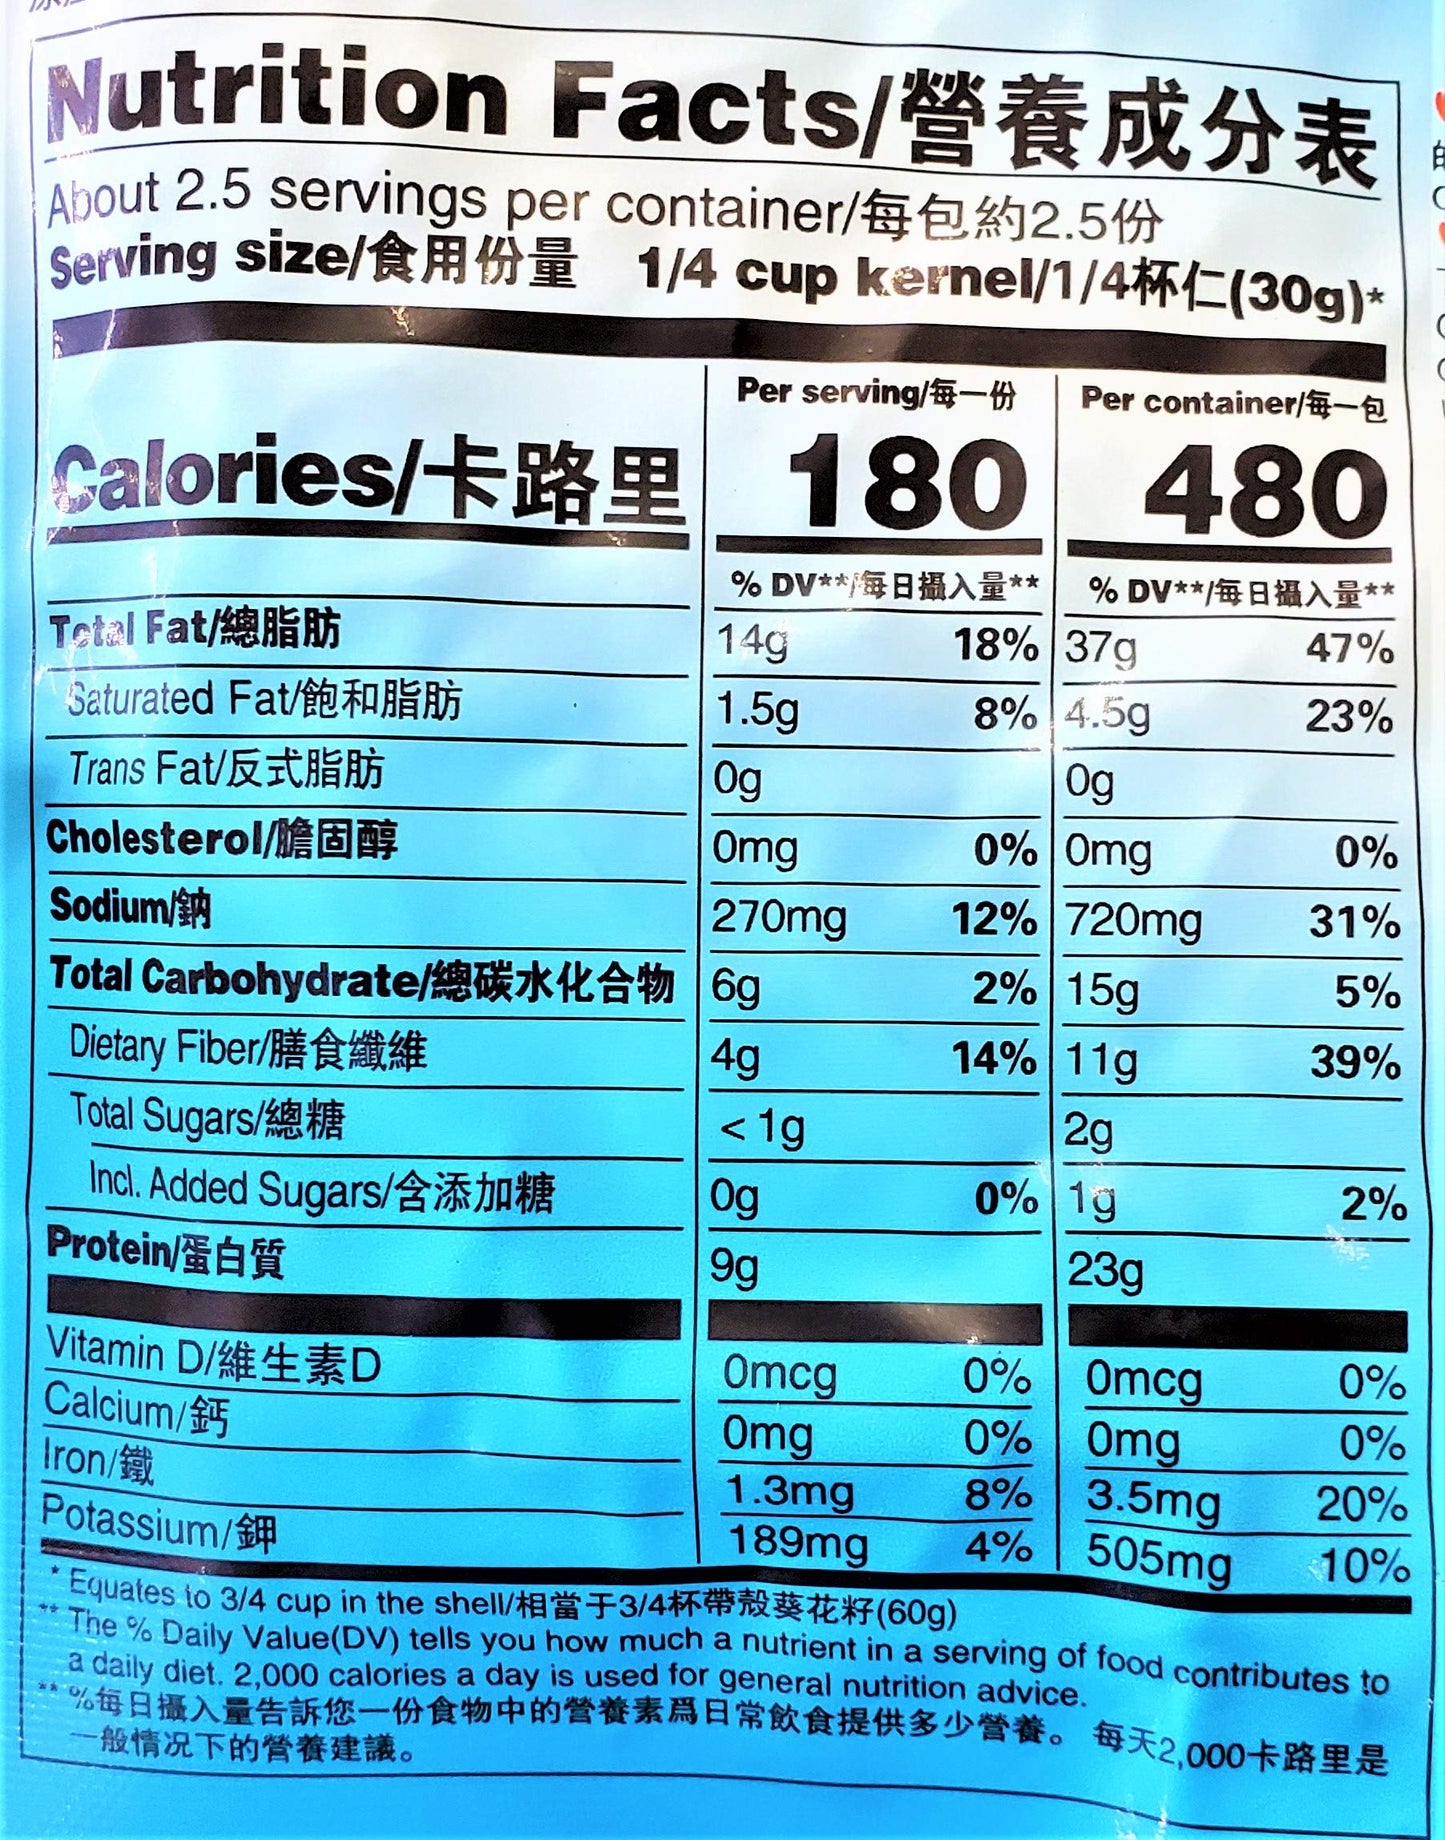 Nutrition Facts/營養成分表
About 2.5 servings per container/每包約2.5份
Serving size/食用份量 1/4 cup kernel/1/4杯仁(30g)*
Per serving/每一份 Per container/每一包
Calories/卡路里 180 480
% DV**/每日攝入量** % DV**/每日攝入量**
Total Fat/總脂肪 14g 18% 37g 47%
Saturated Fat/飽和脂肪 1.5g 8% 4.5g 23%
Trans Fat/反式脂肪 0g 0g
Cholesterol/膽固醇 0mg 0% 0mg 0%
Sodium/鈉 270mg 12% 720mg 31%
Total Carbohydrate/總碳水化合物 6g 2% 15g 5%
Dietary Fiber/膳食纖維 4g 14% 11g 39%
Total Sugars/總糖 < 1g 2g
Incl. Added Sugars/含添加糖 0g 0% 1g 2%
Protein/蛋白質 9g 23g
Vitamin D/維生素D 0mcg 0% 0mcg 0%
Calcium/鈣 0mg 0% 0mg 0%
Iron/鐵 1.3mg 8% 3.5mg 20%
Potassium/鉀 189mg 4% 505mg 10%
* Equates to 3/4 cup in the shell/相當于3/4杯帶殼葵花籽(60g)
** The % Daily Value(DV) tells you how much a nutrient in a serving of food contributes to
a daily diet. 2,000 calories a day is used for general nutrition advice.
** %每日攝入量告訴您一份食物中的營養素爲日常飲食提供多少營養。 每天2,000卡路里是
一般情況下的營養建議。